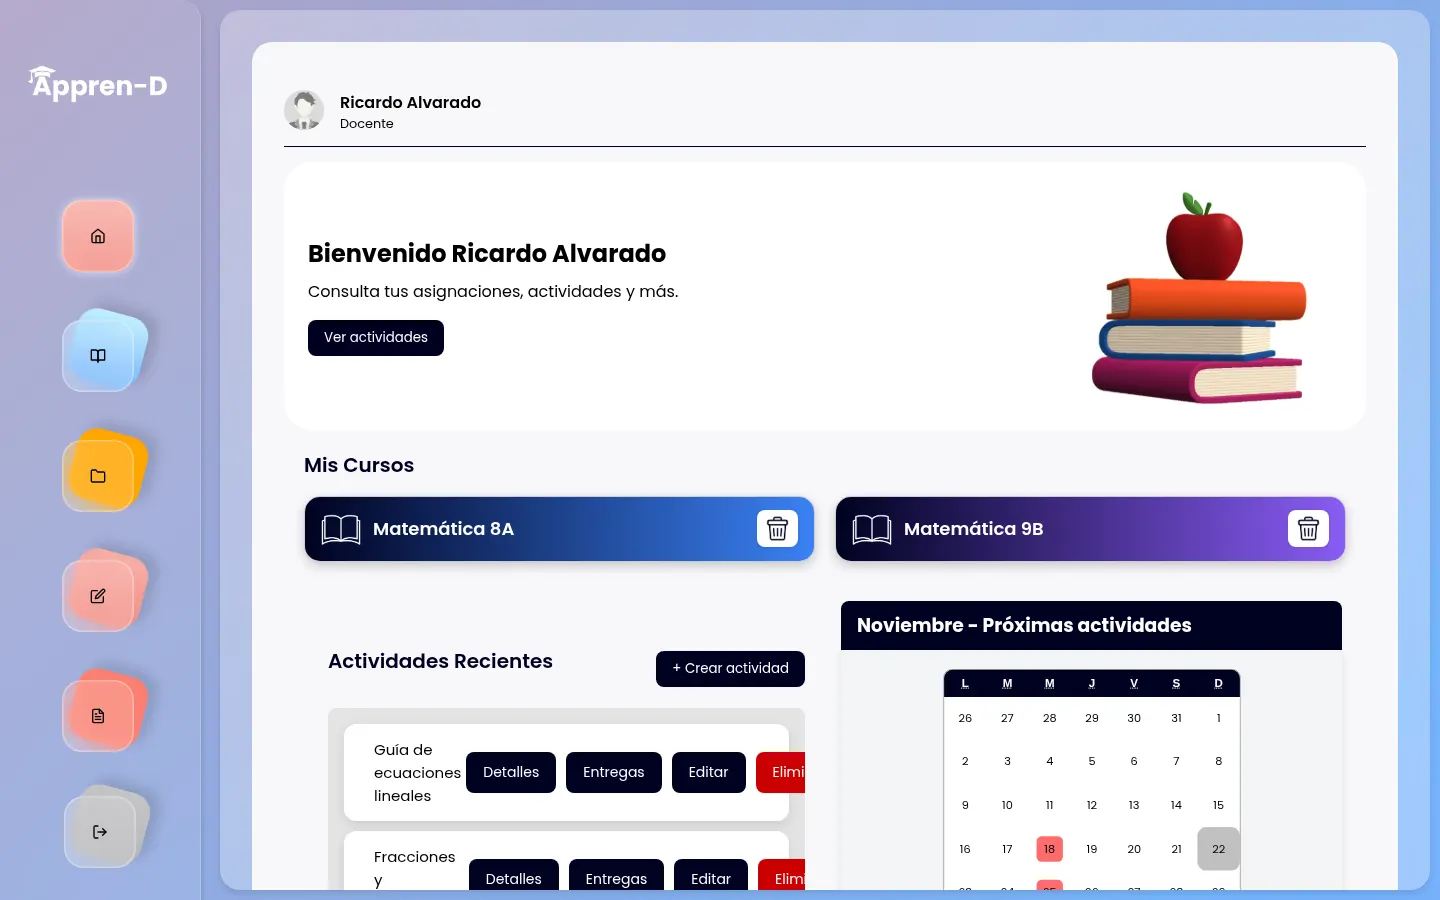 Appren-D
Ricardo Alvarado
Docente
Bienvenido Ricardo Alvarado
Consulta tus asignaciones, actividades y más.
Ver actividades
Mis Cursos
Matemática 8A
Matemática 9B
Actividades Recientes
+ Crear actividad
Guía de
ecuaciones
lineales
Detalles Entregas Editar Elimi
Fracciones
y
Detalles Entregas Editar Elimi
Noviembre - Próximas actividades
L M M J V S D
26 27 28 29 30 31 1
2 3 4 5 6 7 8
9 10 11 12 13 14 15
16 17 18 19 20 21 22